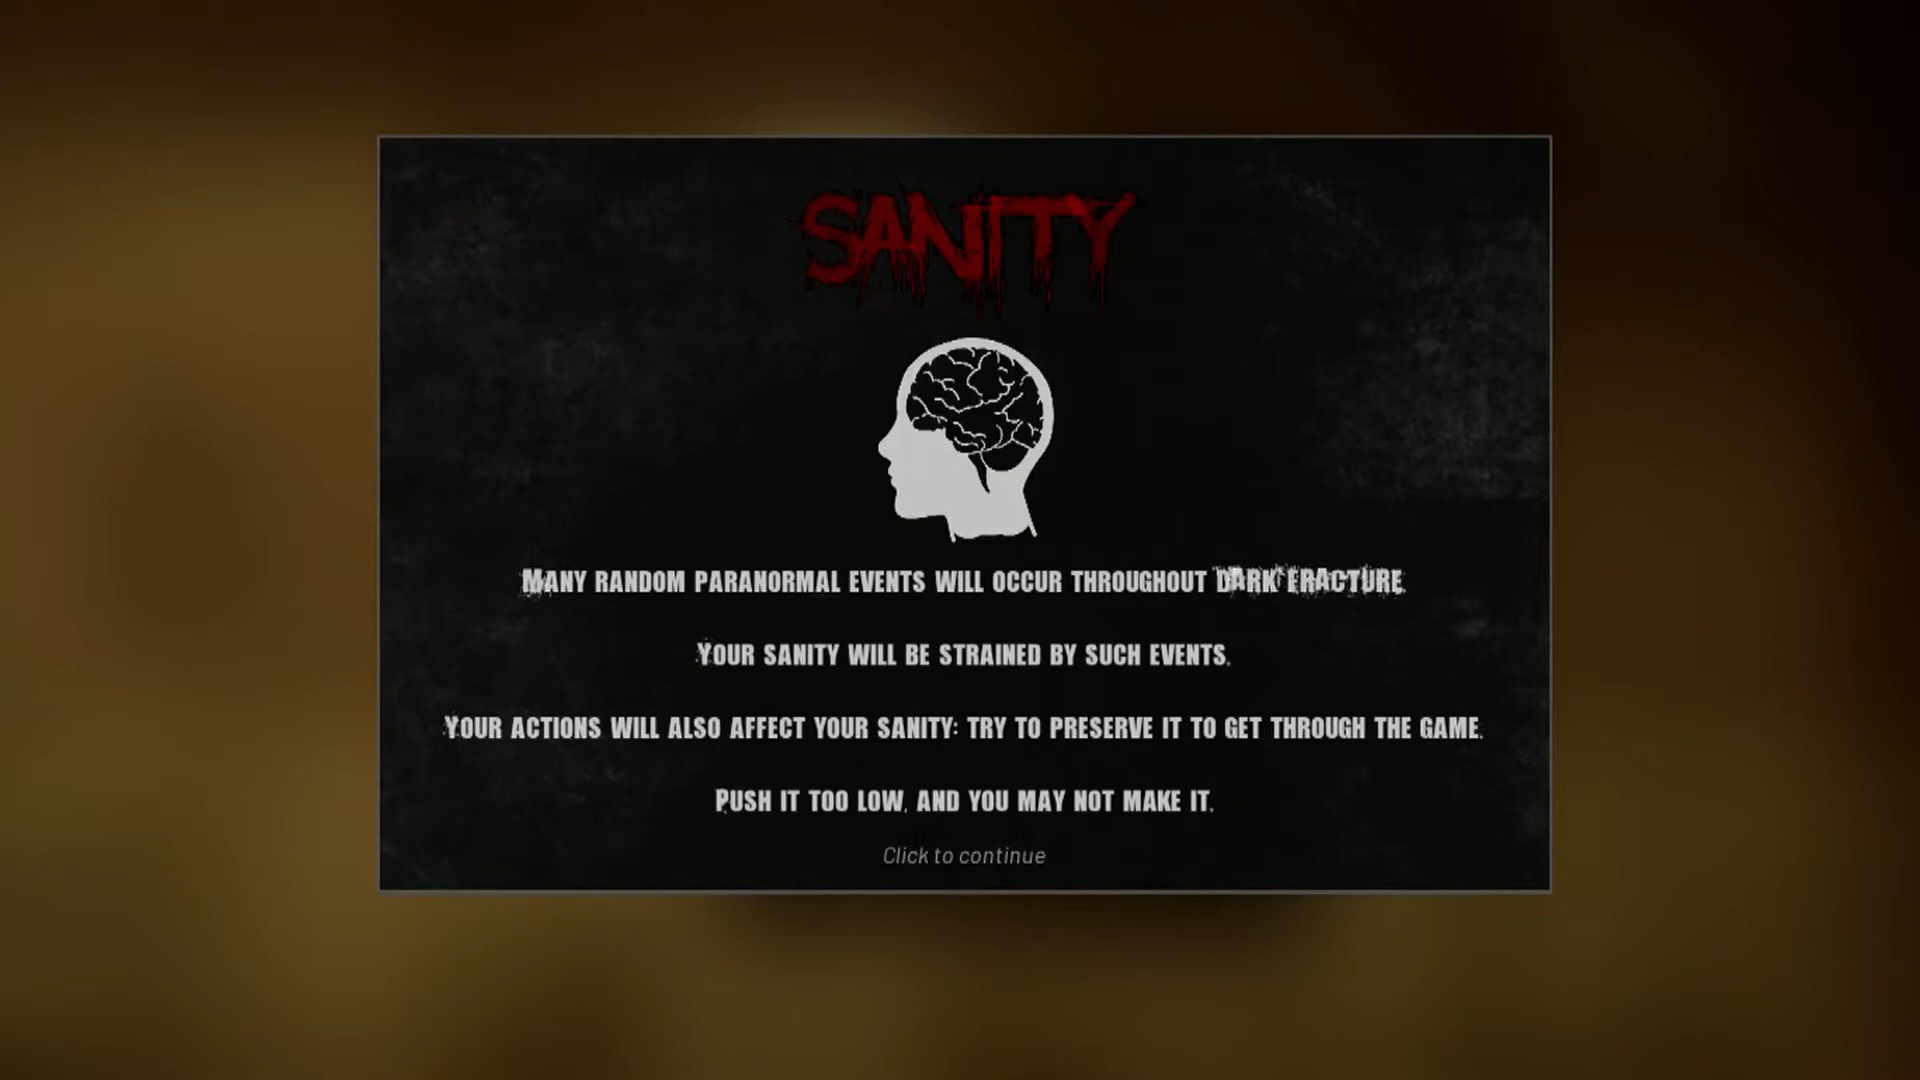 SANITY
MANY RANDOM PARANORMAL EVENTS WILL OCCUR THROUGHOUT DARK FRACTURE.
YOUR SANITY WILL BE STRAINED BY SUCH EVENTS.
YOUR ACTIONS WILL ALSO AFFECT YOUR SANITY: TRY TO PRESERVE IT TO GET THROUGH THE GAME.
PUSH IT TOO LOW, AND YOU MAY NOT MAKE IT.
Click to continue